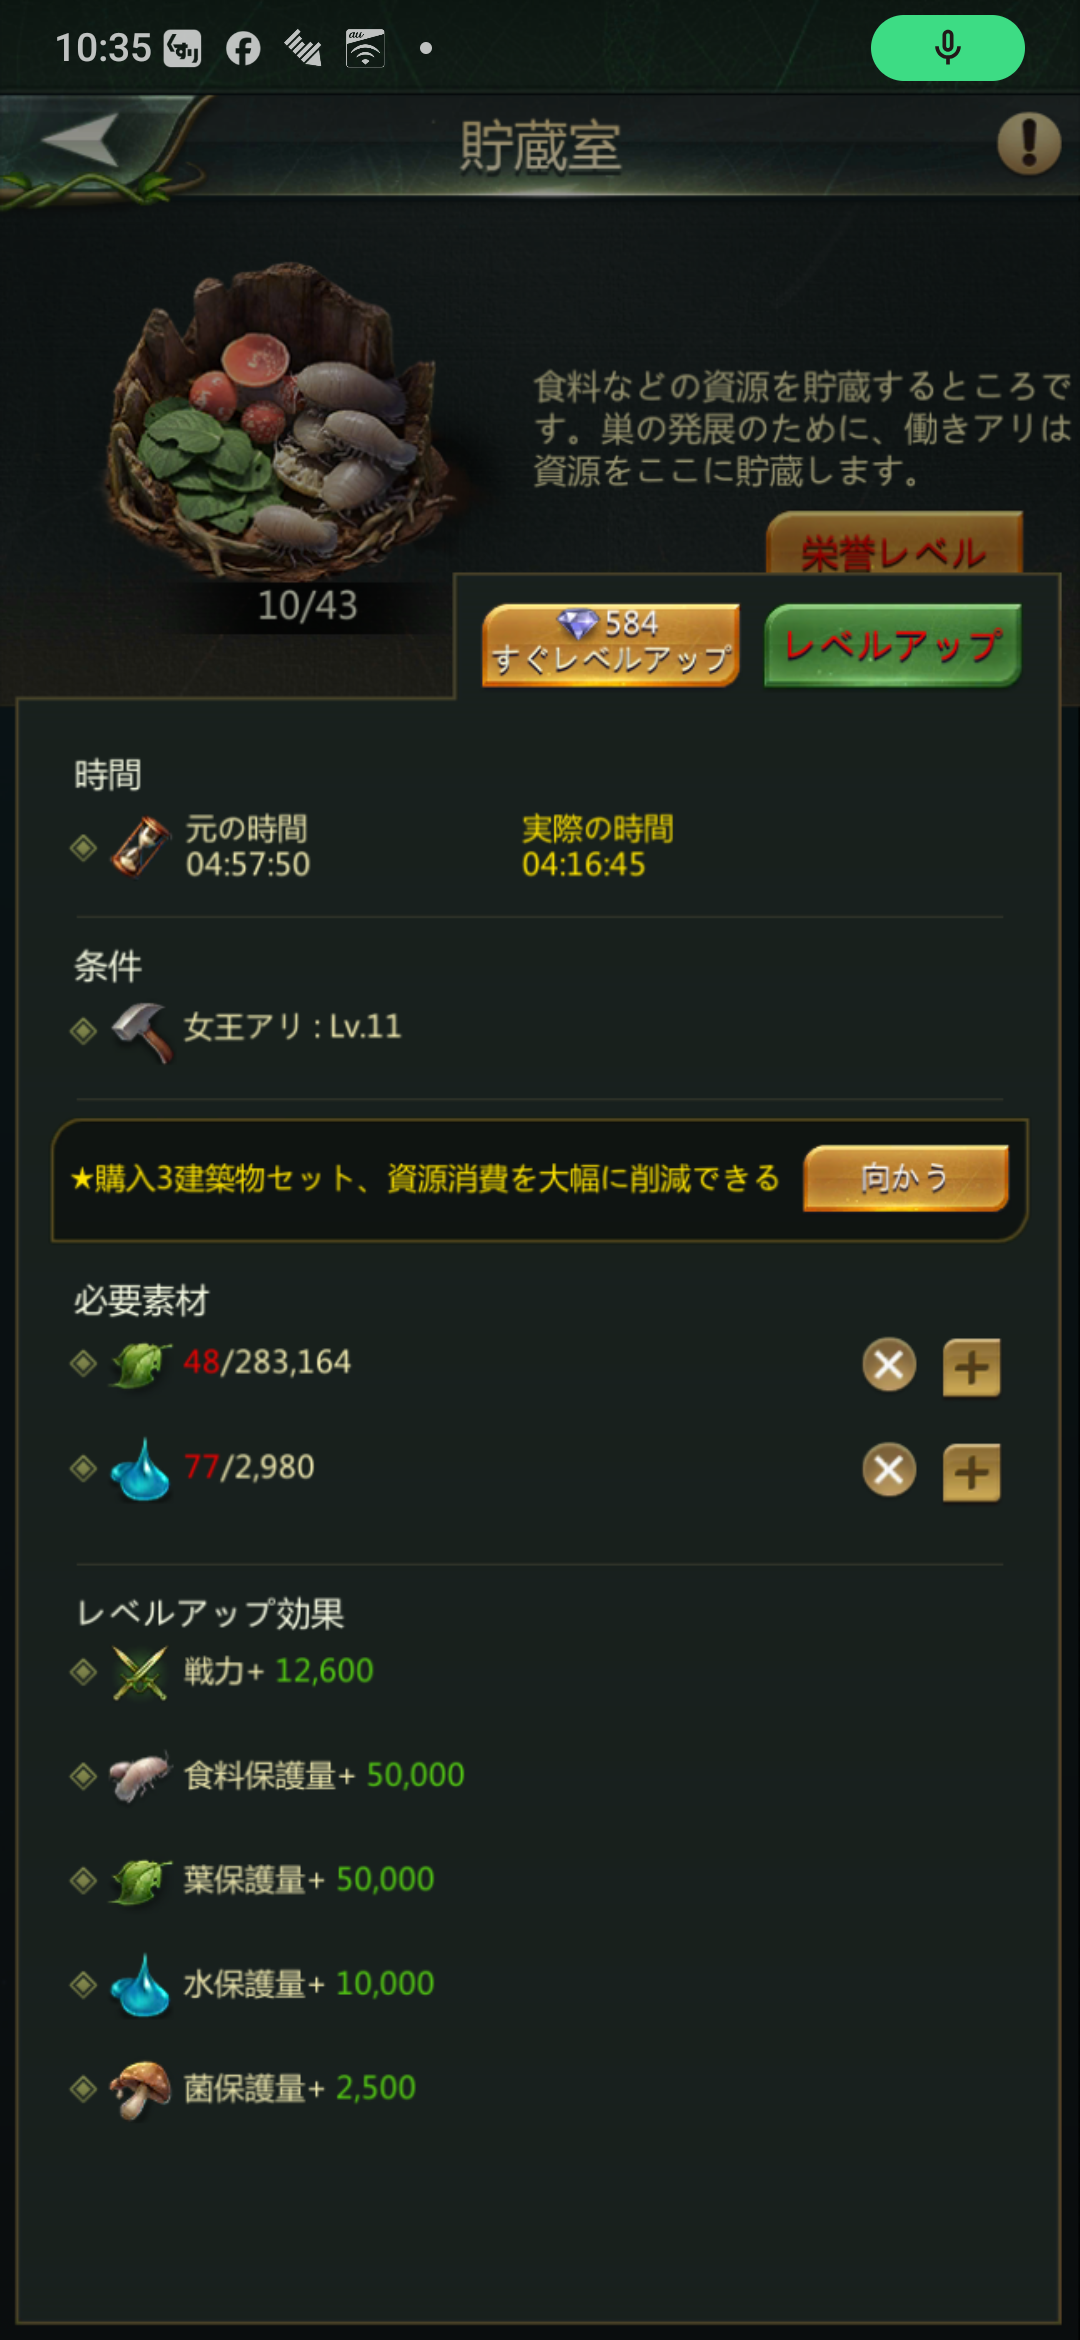 10:35
貯蔵室
食料などの資源を貯蔵するところで
す。巣の発展のために、働きアリは
資源をここに貯蔵します。
栄誉レベル
10/43
584
すぐレベルアップ
レベルアップ
時間
元の時間
実際の時間
04:57:50
04:16:45
条件
女王アリ : Lv.11
★購入3建築物セット、資源消費を大幅に削減できる
向かう
必要素材
48/283,164
77/2,980
レベルアップ効果
戦力+ 12,600
食料保護量+ 50,000
葉保護量+ 50,000
水保護量+ 10,000
菌保護量+ 2,500